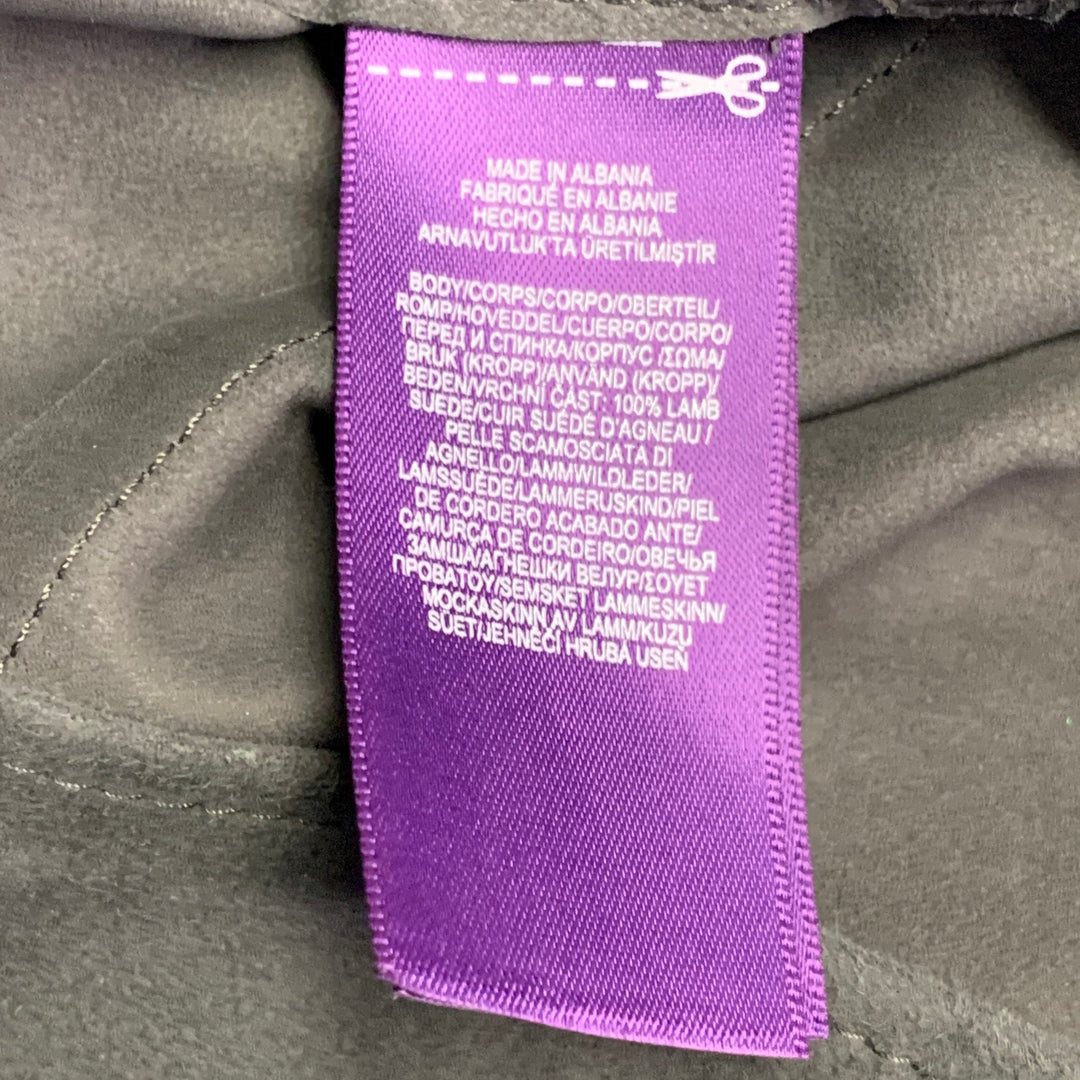 MADE IN ALBANIA
FABRIQUÉ EN ALBANIE
HECHO EN ALBANIA
ARNAVUTLUK'TA ÜRETİLMİŞTİR
BODY/CORPS/CORPO/OBERTEIL/
ROMP/HOVEDDEL/CUERPO/CORPO/
ПЕРЕД И СПИНКА/КОРПУС /ΣΩΜΑ/
BRUK (KROPP)/ANVÄND (KROPP)/
BEDEN/VRCHNÍ ČÁST: 100% LAMB
SUEDE/CUIR SUÉDÉ D'AGNEAU /
PELLE SCAMOSCIATA DI
AGNELLO/LAMMWILDLEDER/
LAMSSUÈDE/LAMMERUSKIND/PIEL
DE CORDERO ACABADO ANTE/
CAMURÇA DE CORDEIRO/ОВЕЧЬЯ
ЗАМША/АГНЕШКИ ВЕЛУР/ΣΟΥΕΤ
ΠΡΟΒΑΤΟΥ/SEMSKET LAMMESKINN/
MOCKASKINN AV LAMM/KUZU
SÜET/JEHNĚČÍ HRUBÁ USEŇ